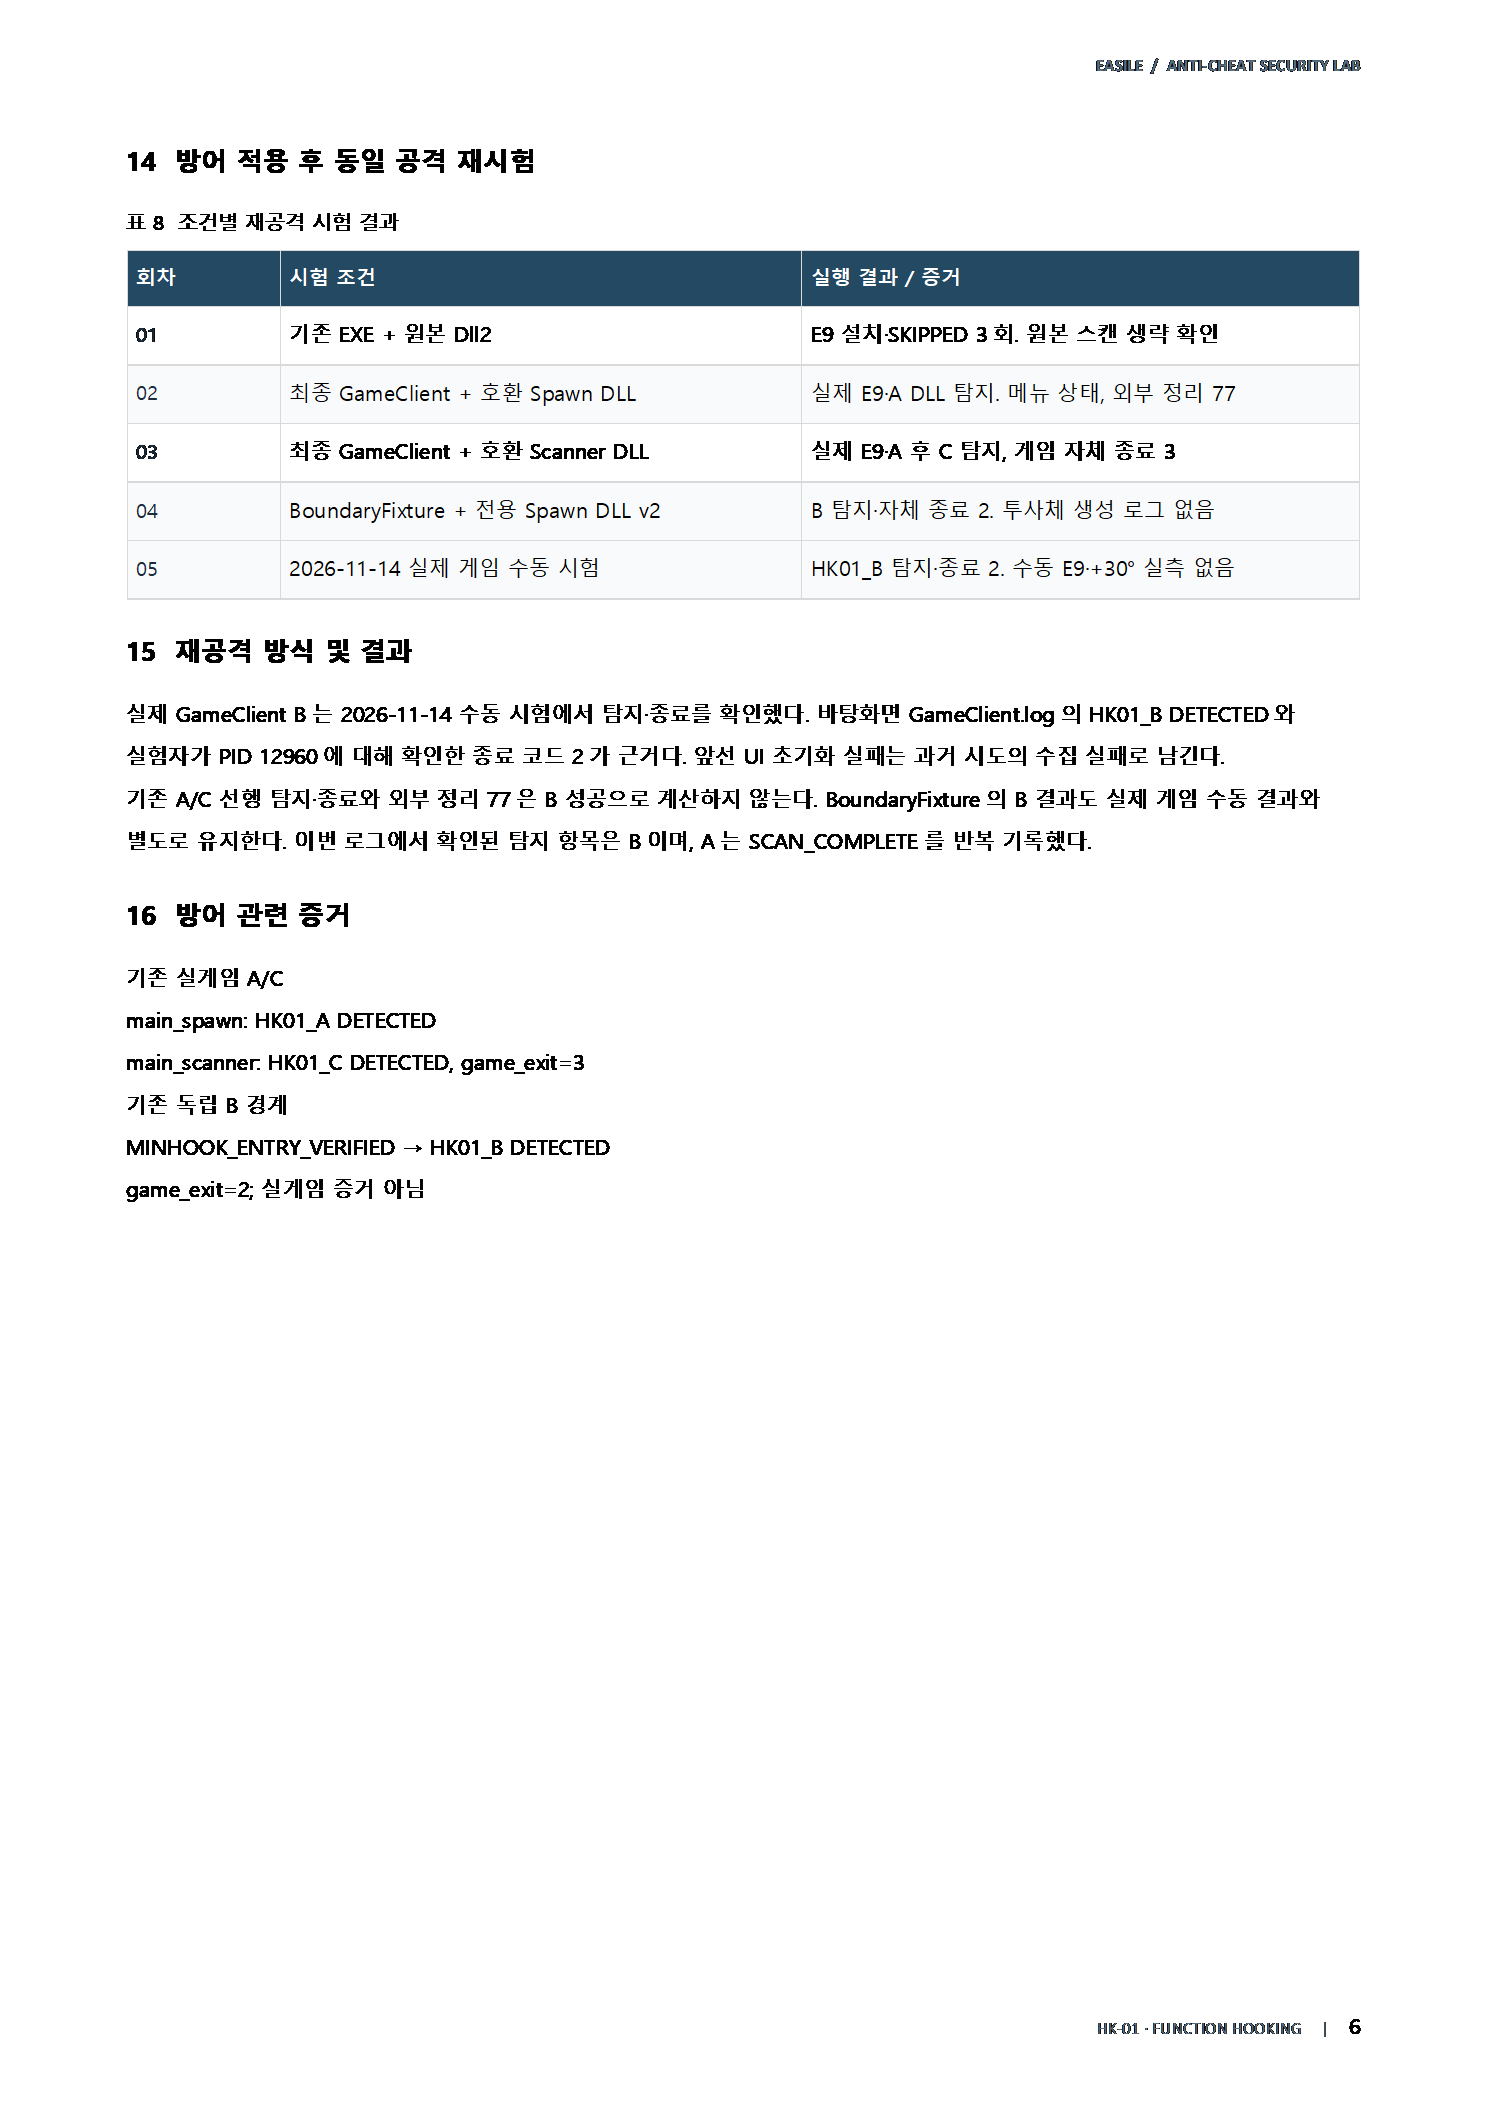 EASILE / ANTI-CHEAT SECURITY LAB
14 방어 적용 후 동일 공격 재시험
표 8 조건별 재공격 시험 결과
회차 시험 조건 실행 결과 / 증거
01 기존 EXE + 원본 Dll2 E9 설치·SKIPPED 3 회. 원본 스캔 생략 확인
02 최종 GameClient + 호환 Spawn DLL 실제 E9·A DLL 탐지. 메뉴 상태, 외부 정리 77
03 최종 GameClient + 호환 Scanner DLL 실제 E9·A 후 C 탐지, 게임 자체 종료 3
04 BoundaryFixture + 전용 Spawn DLL v2 B 탐지·자체 종료 2. 투사체 생성 로그 없음
05 2026-11-14 실제 게임 수동 시험 HK01_B 탐지·종료 2. 수동 E9·+30° 실측 없음
15 재공격 방식 및 결과
실제 GameClient B 는 2026-11-14 수동 시험에서 탐지·종료를 확인했다. 바탕화면 GameClient.log 의 HK01_B DETECTED 와
실험자가 PID 12960 에 대해 확인한 종료 코드 2 가 근거다. 앞선 UI 초기화 실패는 과거 시도의 수집 실패로 남긴다.
기존 A/C 선행 탐지·종료와 외부 정리 77 은 B 성공으로 계산하지 않는다. BoundaryFixture 의 B 결과도 실제 게임 수동 결과와
별도로 유지한다. 이번 로그에서 확인된 탐지 항목은 B 이며, A 는 SCAN_COMPLETE 를 반복 기록했다.
16 방어 관련 증거
기존 실게임 A/C
main_spawn: HK01_A DETECTED
main_scanner: HK01_C DETECTED, game_exit=3
기존 독립 B 경계
MINHOOK_ENTRY_VERIFIED → HK01_B DETECTED
game_exit=2; 실게임 증거 아님
HK-01 · FUNCTION HOOKING | 6